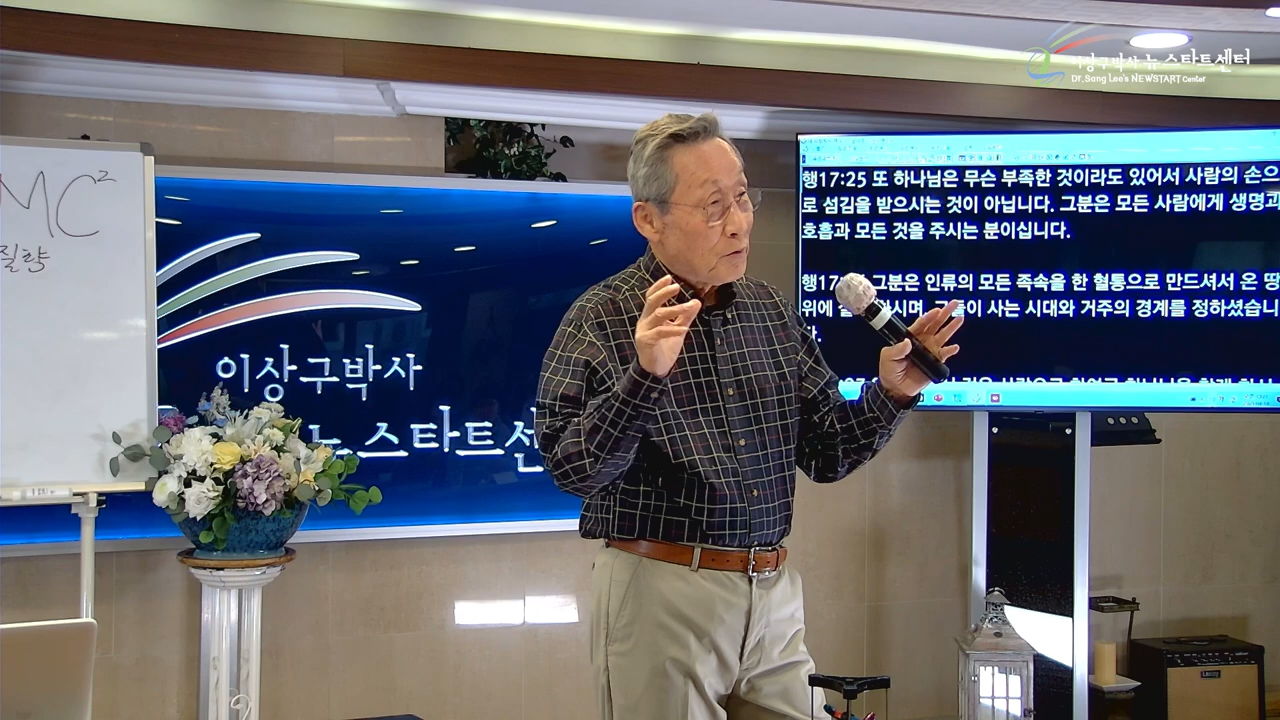 이상구박사 뉴스타트센터
Dr. Sang Lee's NEWSTART Center
MC²
질량
이상구박사
뉴스타트센
행17:25 또 하나님은 무슨 부족한 것이라도 있어서 사람의 손으
로 섬김을 받으시는 것이 아닙니다. 그분은 모든 사람에게 생명과
호흡과 모든 것을 주시는 분이십니다.
그분은 인류의 모든 족속을 한 혈통으로 만드셔서 온 땅
위에 시며, 이 사는 시대와 거주의 경계를 정하셨습니
다.
Laney